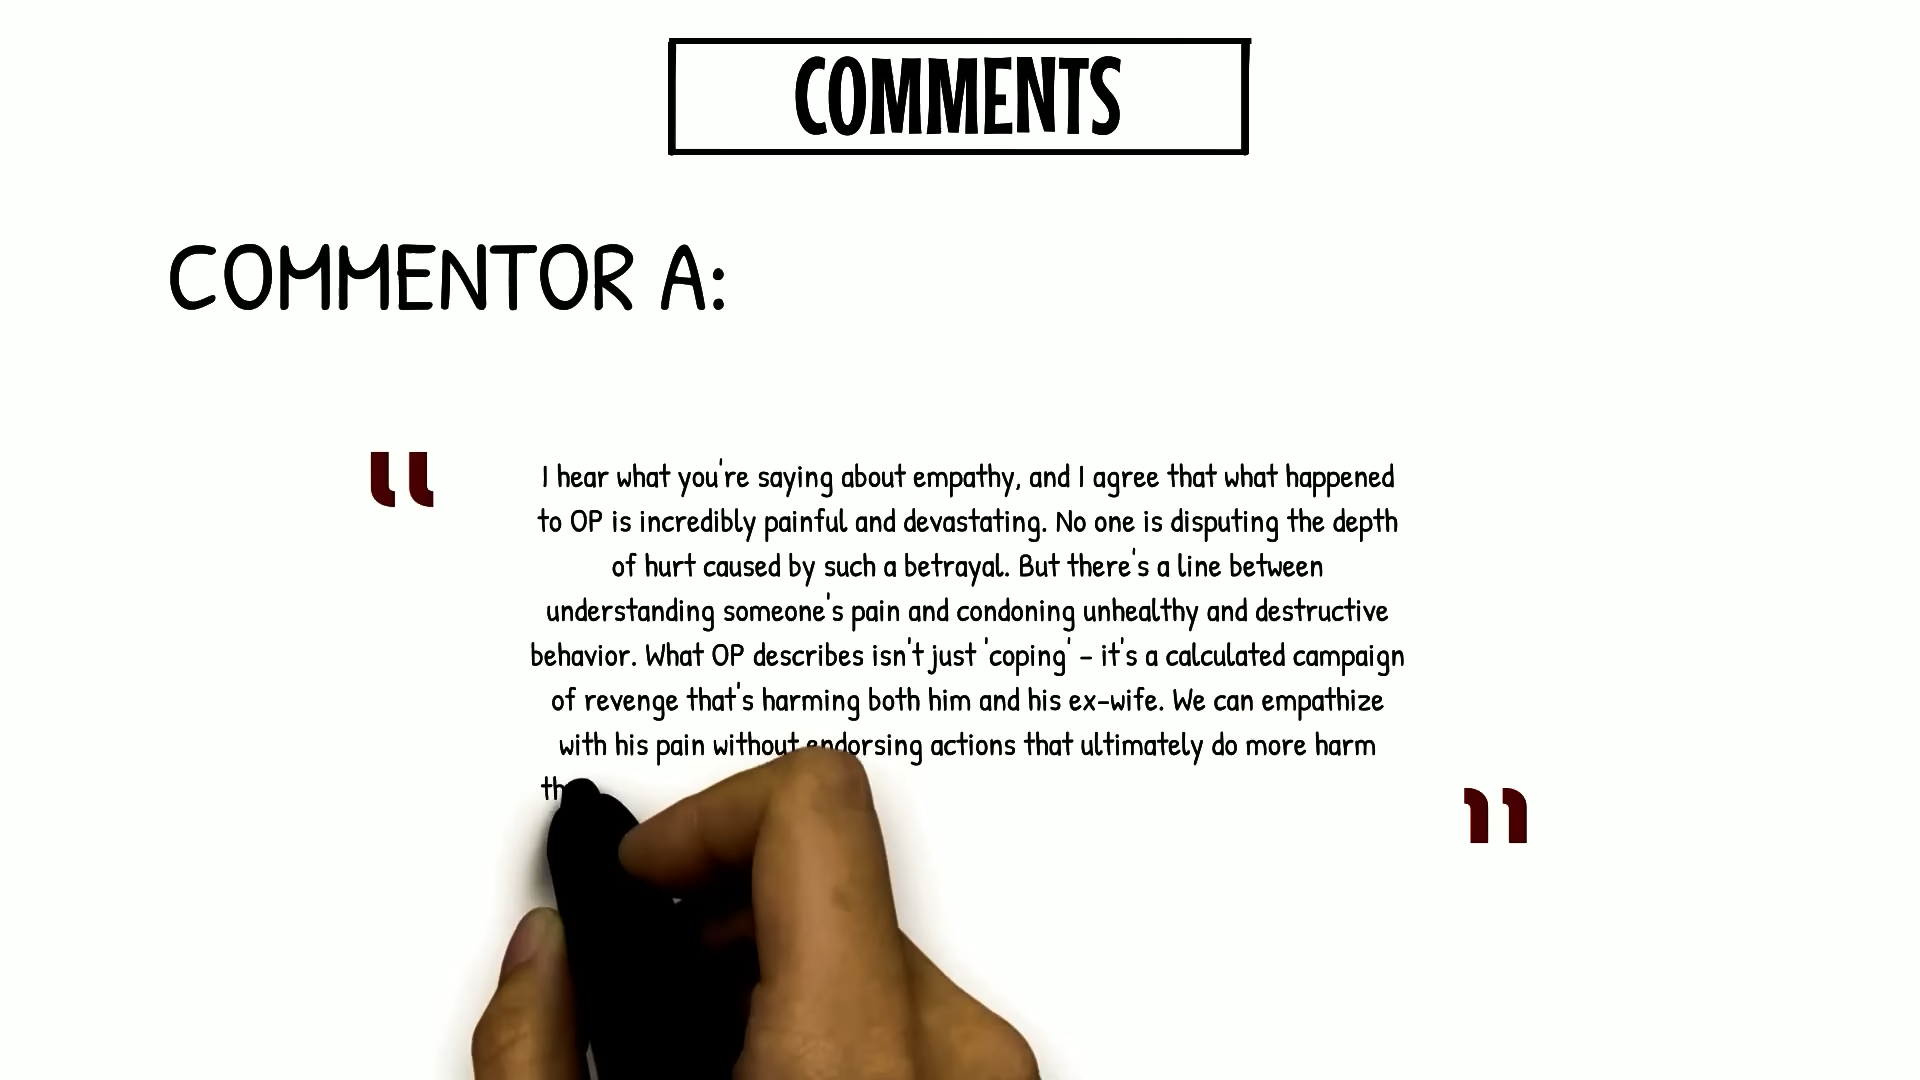 COMMENTS
COMMENTOR A:
"
I hear what you're saying about empathy, and I agree that what happened
to OP is incredibly painful and devastating. No one is disputing the depth
of hurt caused by such a betrayal. But there's a line between
understanding someone's pain and condoning unhealthy and destructive
behavior. What OP describes isn't just 'coping' – it's a calculated campaign
of revenge that's harming both him and his ex-wife. We can empathize
with his pain without endorsing actions that ultimately do more harm
"